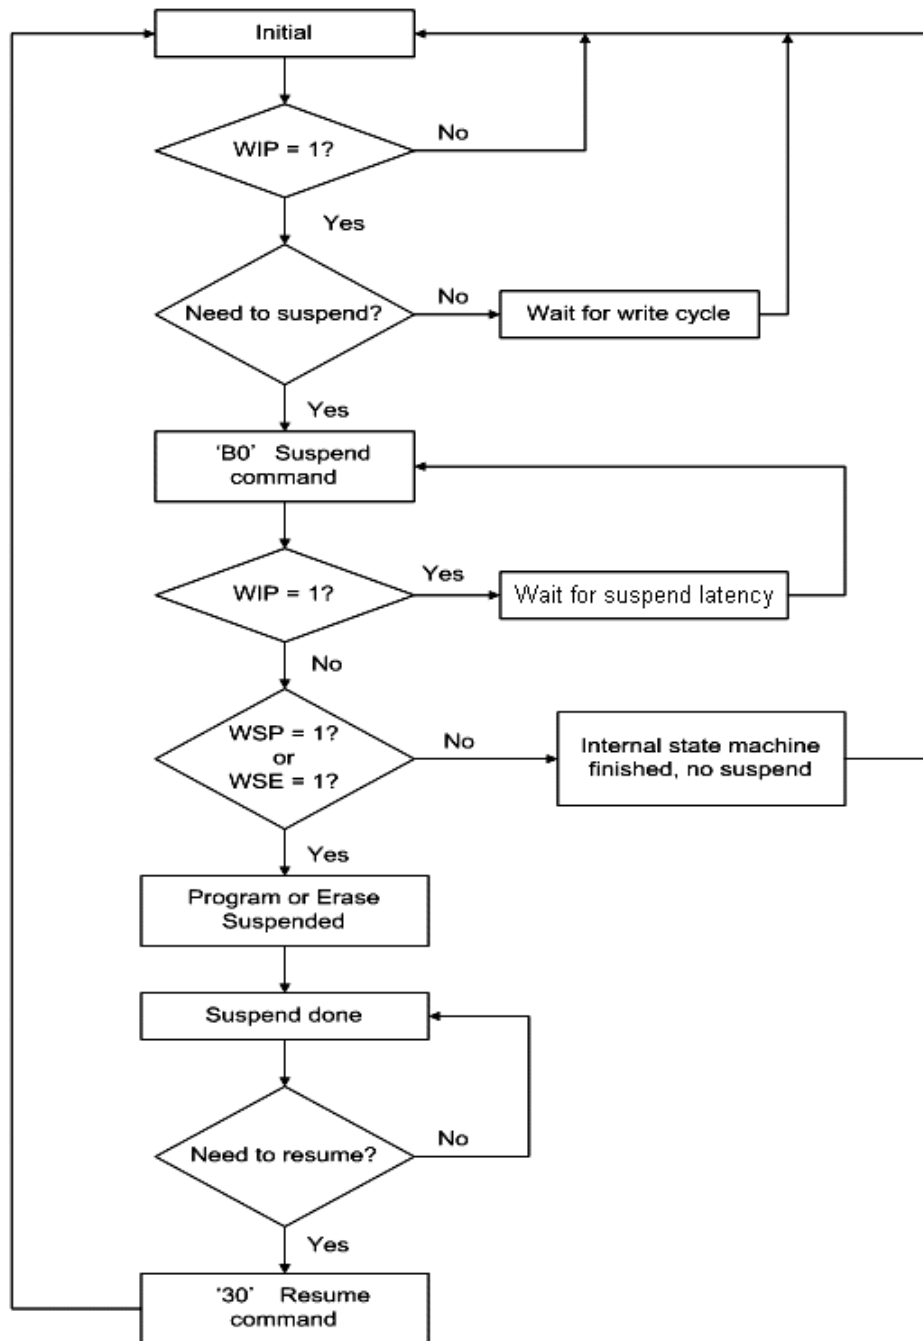 Initial
WIP = 1?
No
Yes
Need to suspend?
No
Wait for write cycle
Yes
‘B0’ Suspend
command
WIP = 1?
Yes
Wait for suspend latency
No
WSP = 1?
or
WSE = 1?
No
Internal state machine
finished, no suspend
Yes
Program or Erase
Suspended
Suspend done
Need to resume?
No
Yes
‘30’ Resume
command